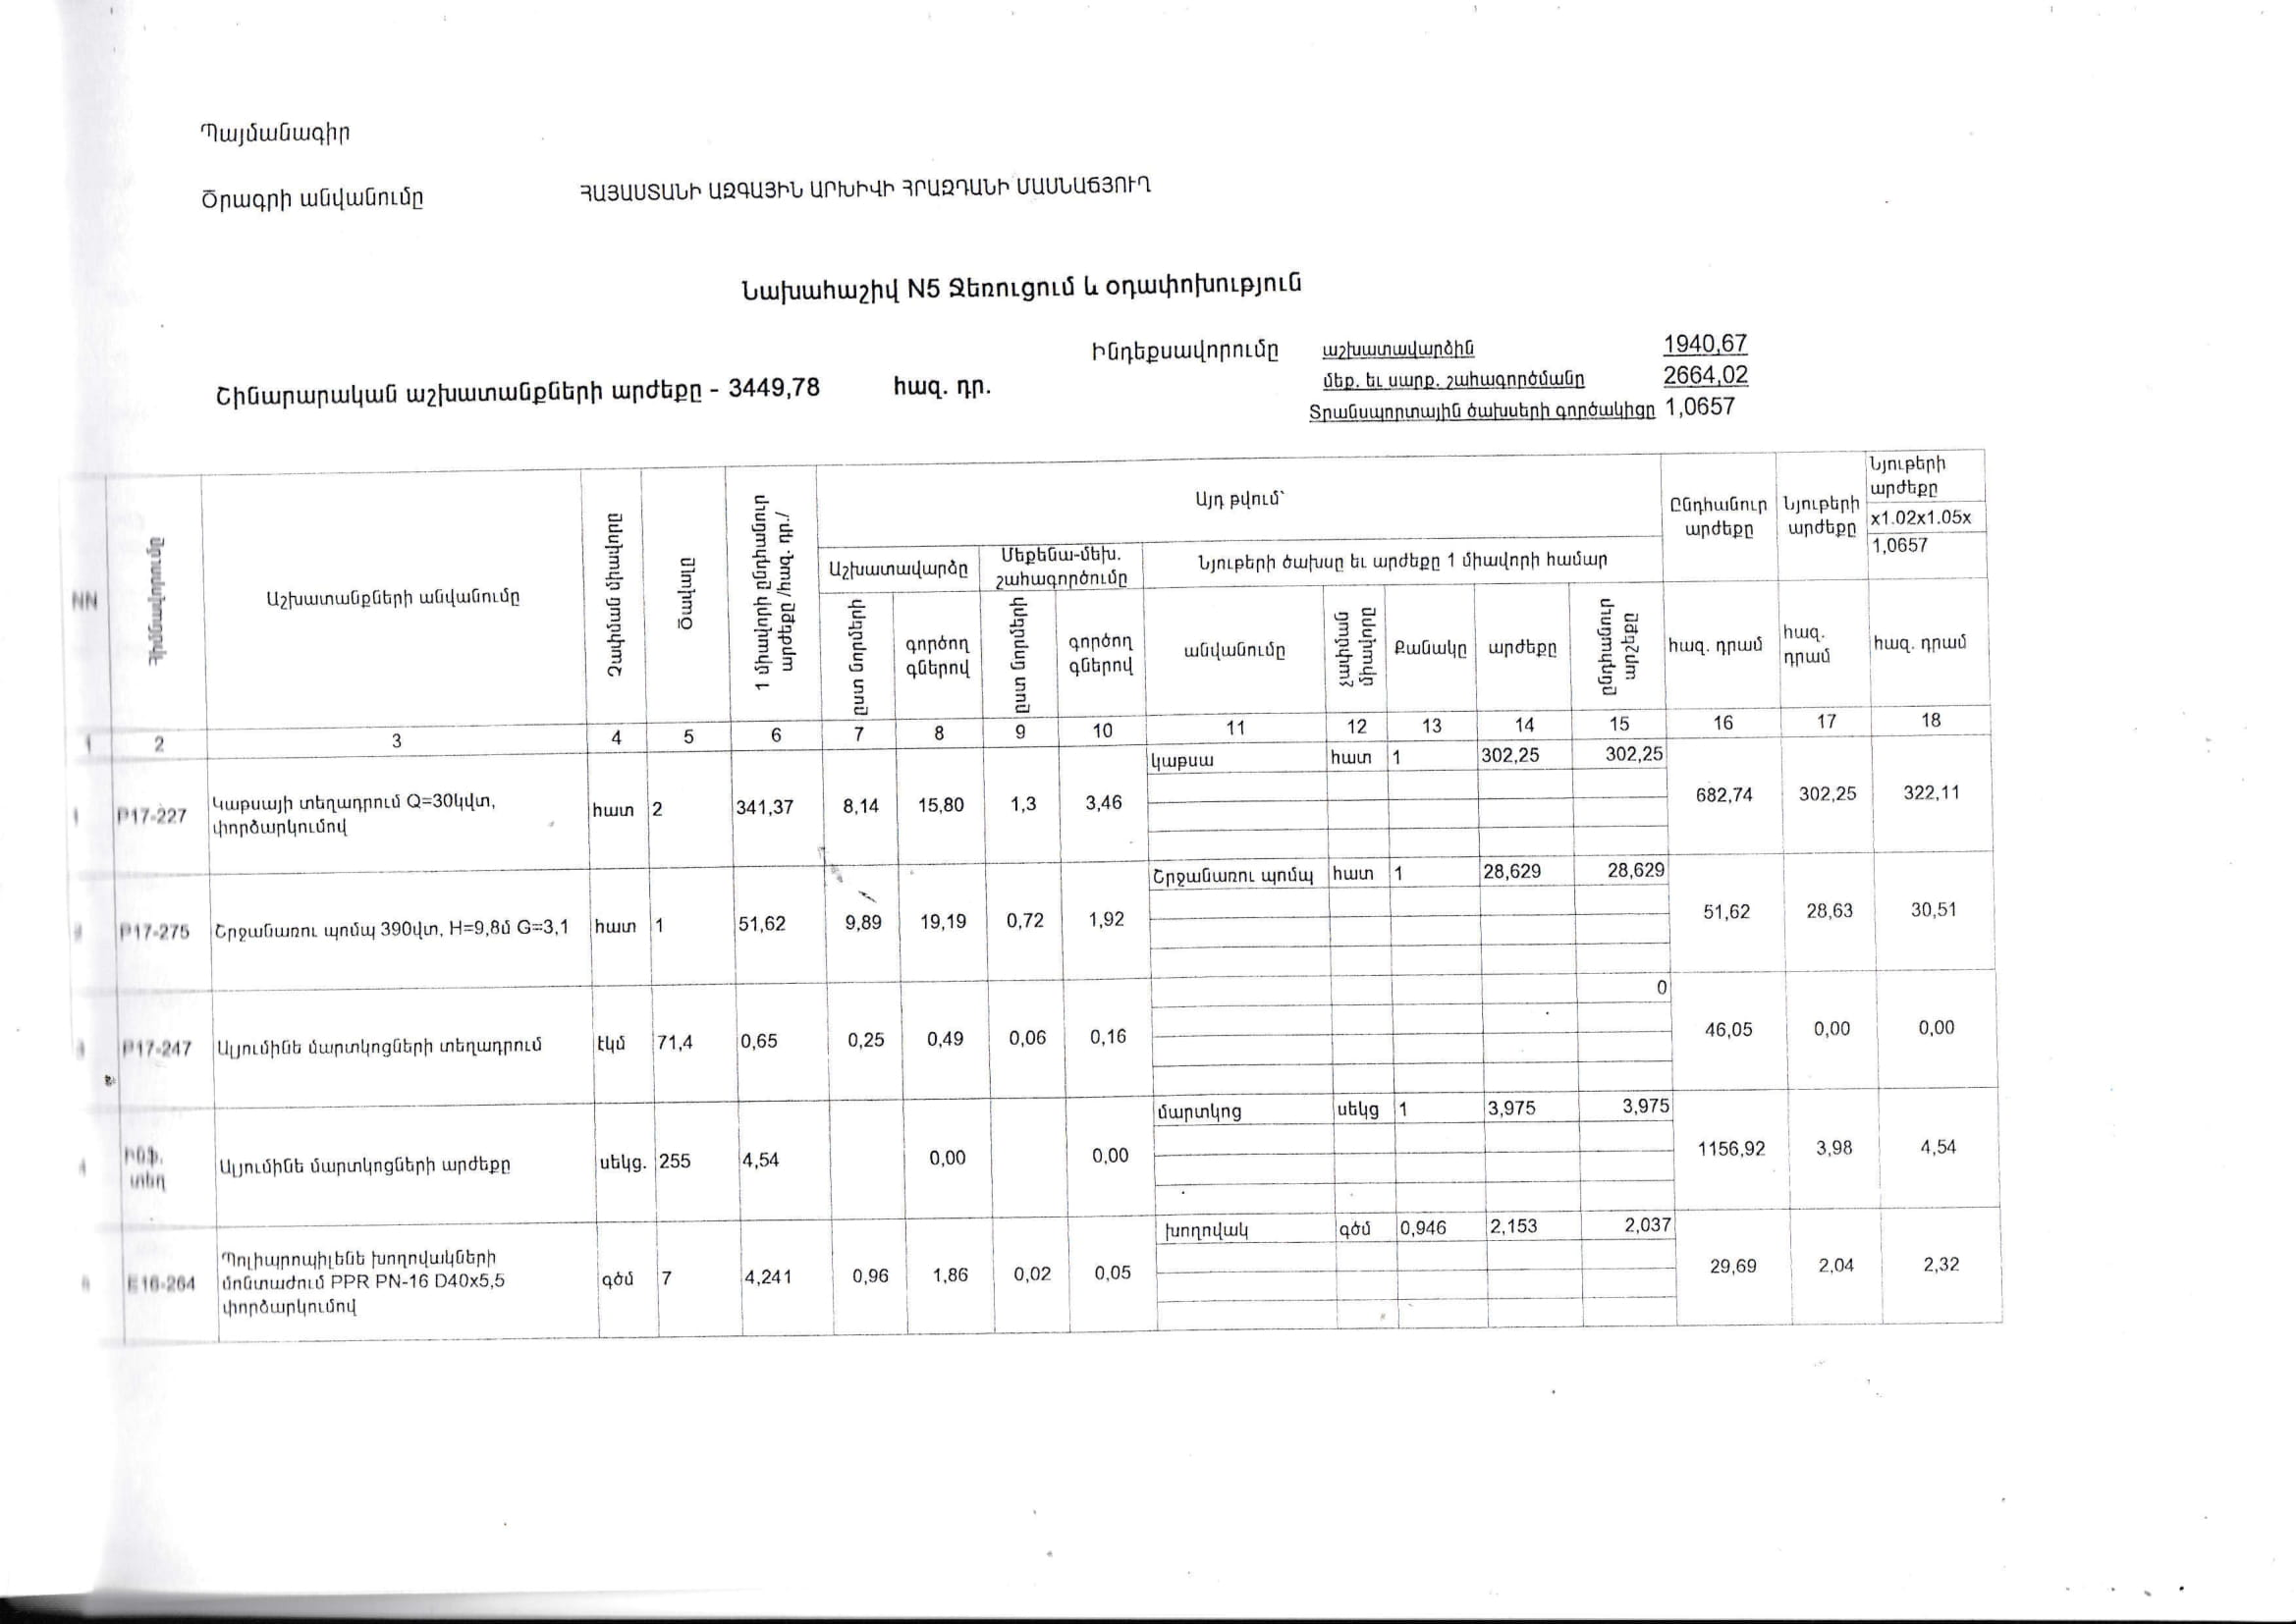 Պայմանագիր
Ծրագրի անվանումը ՀԱՅԱՍՏԱՆԻ ԱԶԳԱՅԻՆ ԱՐԽԻՎԻ ՀՐԱԶԴԱՆԻ ՄԱՍՆԱՃՅՈՒՂ
Նախահաշիվ N5 Ջեռուցում և օդափոխություն
Ինդեքսավորումը աշխատավարձին 1940,67
Շինարարական աշխատանքների արժեքը - 3449,78 հազ. դր. մեք. եւ սարք. շահագործմանը 2664,02
Տրանսպորտային ծախսերի գործակիցը 1,0657
NN Հիմնավորումը Աշխատանքների անվանումը Չափման միավորը Ծավալը 1 միավորի ընդհանուր արժեքը /հազ. դր./ Այդ թվում՝ Ընդհանուր արժեքը Նյութերի արժեքը Նյութերի արժեքը x1.02x1.05x 1,0657
Աշխատավարձը Մեքենա-մեխ. շահագործումը Նյութերի ծախսը եւ արժեքը 1 միավորի համար
ըստ նորմերի գործող գներով ըստ նորմերի գործող գներով անվանումը չափման միավորը Քանակը արժեքը ընդհանուր արժեքը հազ. դրամ հազ. դրամ հազ. դրամ
1 2 3 4 5 6 7 8 9 10 11 12 13 14 15 16 17 18
1 Р17-227 Կաթսայի տեղադրում Q=30կվտ, փորձարկումով հատ 2 341,37 8,14 15,80 1,3 3,46 կաթսա հատ 1 302,25 302,25 682,74 302,25 322,11
Р17-275 Շրջանառու պոմպ 390վտ, H=9,8մ G=3,1 հատ 1 51,62 9,89 19,19 0,72 1,92 Շրջանառու պոմպ հատ 1 28,629 28,629 51,62 28,63 30,51
Р17-247 Ալյումինե մարտկոցների տեղադրում էկմ 71,4 0,65 0,25 0,49 0,06 0,16 0 46,05 0,00 0,00
Ինֆ. տեղ Ալյումինե մարտկոցների արժեքը սեկց. 255 4,54 0,00 0,00 մարտկոց սեկց 1 3,975 3,975 1156,92 3,98 4,54
E16-264 Պոլիպրոպիլենե խողովակների մոնտաժում PPR PN-16 D40x5,5 փորձարկումով գծմ 7 4,241 0,96 1,86 0,02 0,05 խողովակ գծմ 0,946 2,153 2,037 29,69 2,04 2,32